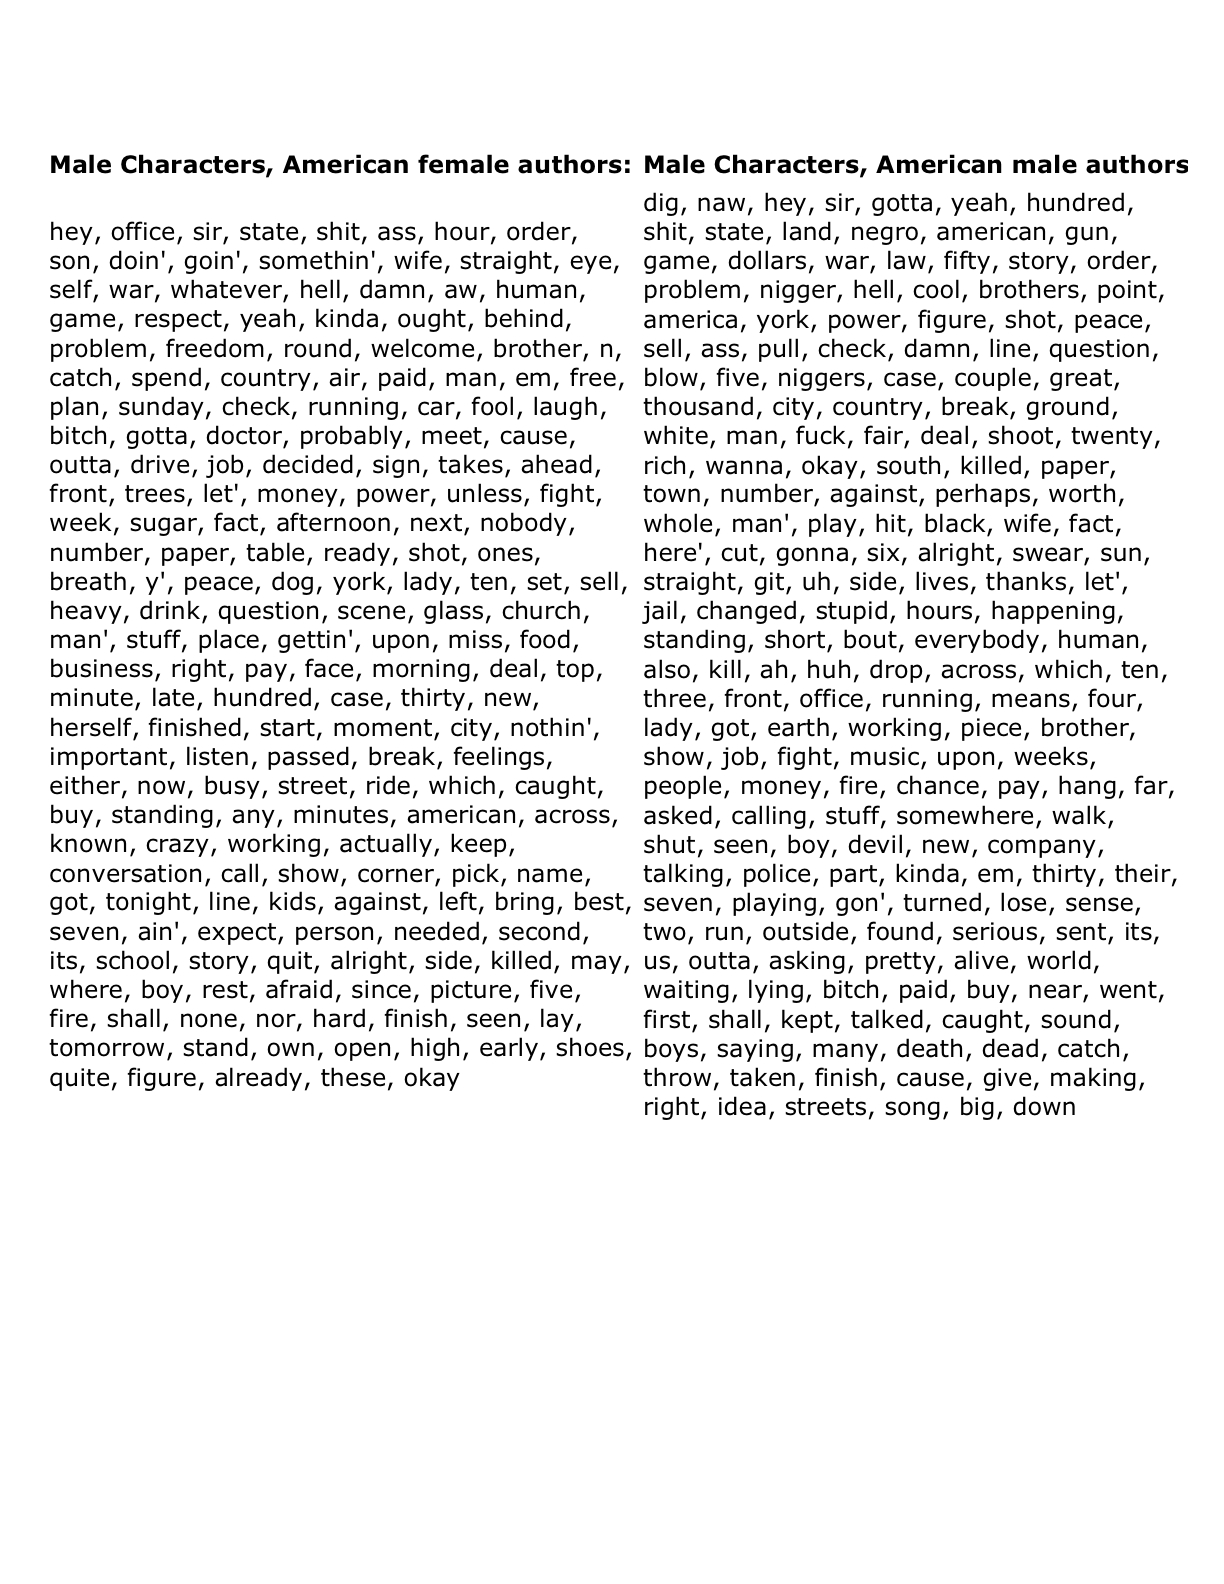 Male Characters, American female authors:
hey, office, sir, state, shit, ass, hour, order,
son, doin', goin', somethin', wife, straight, eye,
self, war, whatever, hell, damn, aw, human,
game, respect, yeah, kinda, ought, behind,
problem, freedom, round, welcome, brother, n,
catch, spend, country, air, paid, man, em, free,
plan, sunday, check, running, car, fool, laugh,
bitch, gotta, doctor, probably, meet, cause,
outta, drive, job, decided, sign, takes, ahead,
front, trees, let', money, power, unless, fight,
week, sugar, fact, afternoon, next, nobody,
number, paper, table, ready, shot, ones,
breath, y', peace, dog, york, lady, ten, set, sell,
heavy, drink, question, scene, glass, church,
man', stuff, place, gettin', upon, miss, food,
business, right, pay, face, morning, deal, top,
minute, late, hundred, case, thirty, new,
herself, finished, start, moment, city, nothin',
important, listen, passed, break, feelings,
either, now, busy, street, ride, which, caught,
buy, standing, any, minutes, american, across,
known, crazy, working, actually, keep,
conversation, call, show, corner, pick, name,
got, tonight, line, kids, against, left, bring, best,
seven, ain', expect, person, needed, second,
its, school, story, quit, alright, side, killed, may,
where, boy, rest, afraid, since, picture, five,
fire, shall, none, nor, hard, finish, seen, lay,
tomorrow, stand, own, open, high, early, shoes,
quite, figure, already, these, okay
Male Characters, American male authors
dig, naw, hey, sir, gotta, yeah, hundred,
shit, state, land, negro, american, gun,
game, dollars, war, law, fifty, story, order,
problem, nigger, hell, cool, brothers, point,
america, york, power, figure, shot, peace,
sell, ass, pull, check, damn, line, question,
blow, five, niggers, case, couple, great,
thousand, city, country, break, ground,
white, man, fuck, fair, deal, shoot, twenty,
rich, wanna, okay, south, killed, paper,
town, number, against, perhaps, worth,
whole, man', play, hit, black, wife, fact,
here', cut, gonna, six, alright, swear, sun,
straight, git, uh, side, lives, thanks, let',
jail, changed, stupid, hours, happening,
standing, short, bout, everybody, human,
also, kill, ah, huh, drop, across, which, ten,
three, front, office, running, means, four,
lady, got, earth, working, piece, brother,
show, job, fight, music, upon, weeks,
people, money, fire, chance, pay, hang, far,
asked, calling, stuff, somewhere, walk,
shut, seen, boy, devil, new, company,
talking, police, part, kinda, em, thirty, their,
seven, playing, gon', turned, lose, sense,
two, run, outside, found, serious, sent, its,
us, outta, asking, pretty, alive, world,
waiting, lying, bitch, paid, buy, near, went,
first, shall, kept, talked, caught, sound,
boys, saying, many, death, dead, catch,
throw, taken, finish, cause, give, making,
right, idea, streets, song, big, down